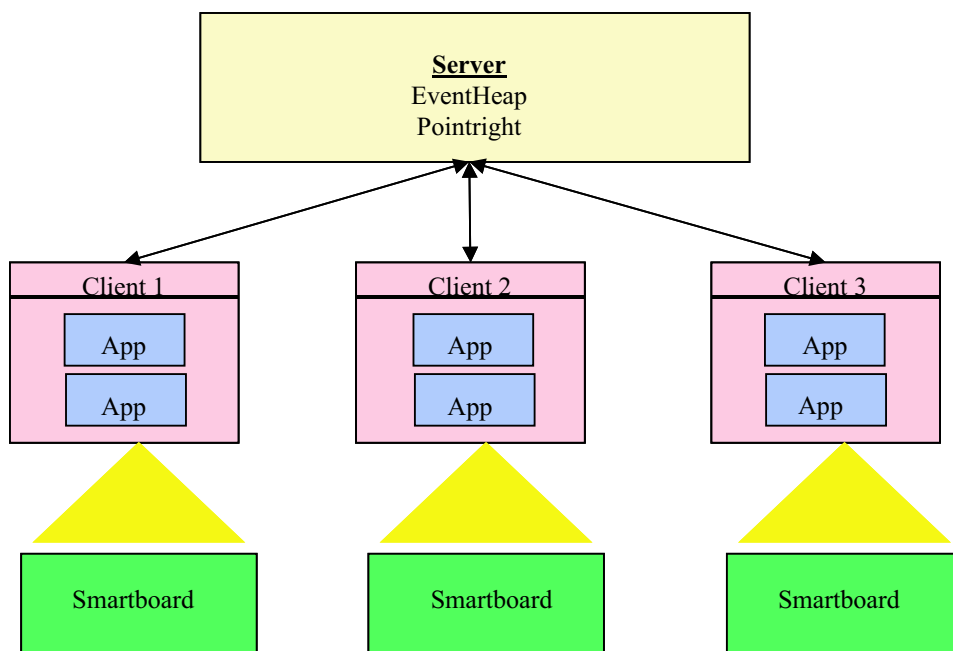 Server
EventHeap
Pointright
Client 1
Client 2
Client 3
App
App
App
App
App
App
Smartboard
Smartboard
Smartboard